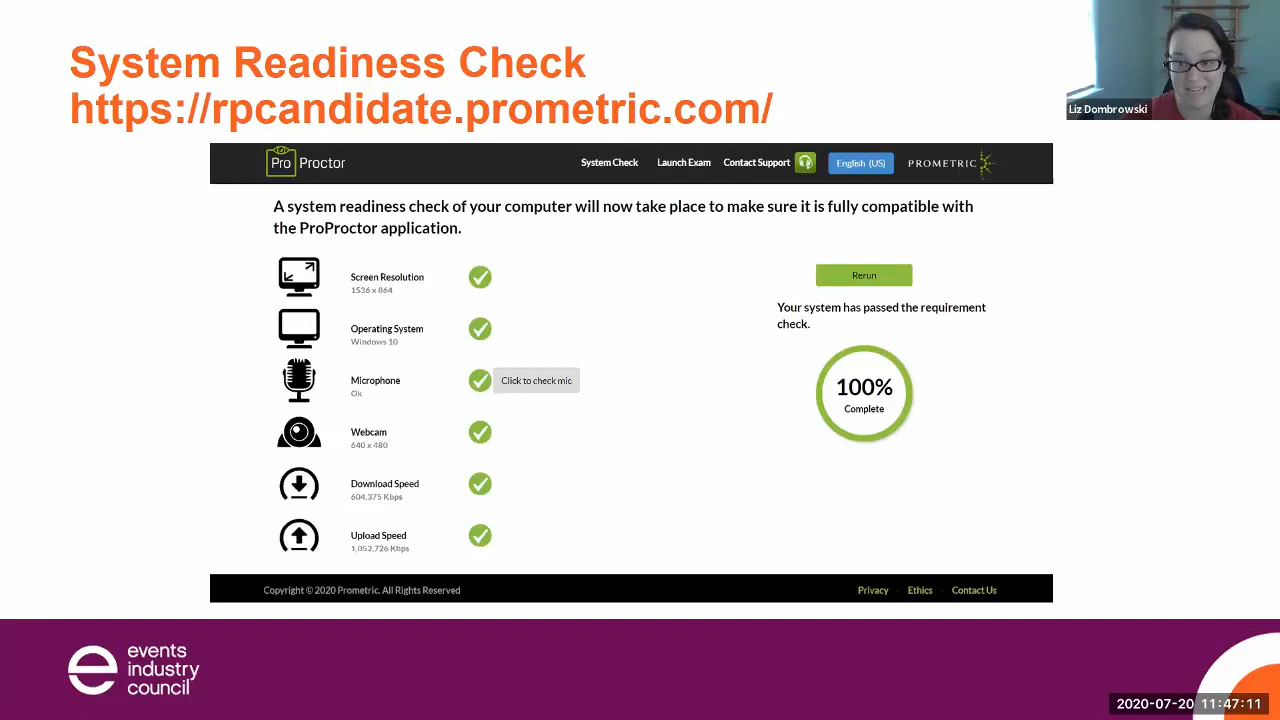 System Readiness Check
https://rpcandidate.prometric.com/
Liz Dombrowski
Pro Proctor
System Check
Launch Exam
Contact Support
English (US)
PROMETRIC
A system readiness check of your computer will now take place to make sure it is fully compatible with
the ProProctor application.
Screen Resolution
1536 x 864
Operating System
Windows 10
Microphone
Ok
Click to check mic
Webcam
640 x 480
Download Speed
604,375 Kbps
Upload Speed
1,052,726 Kbps
Rerun
Your system has passed the requirement
check.
100%
Complete
Copyright © 2020 Prometric. All Rights Reserved
Privacy
Ethics
Contact Us
e
events
industry
council
2020-07-20 11:47:11